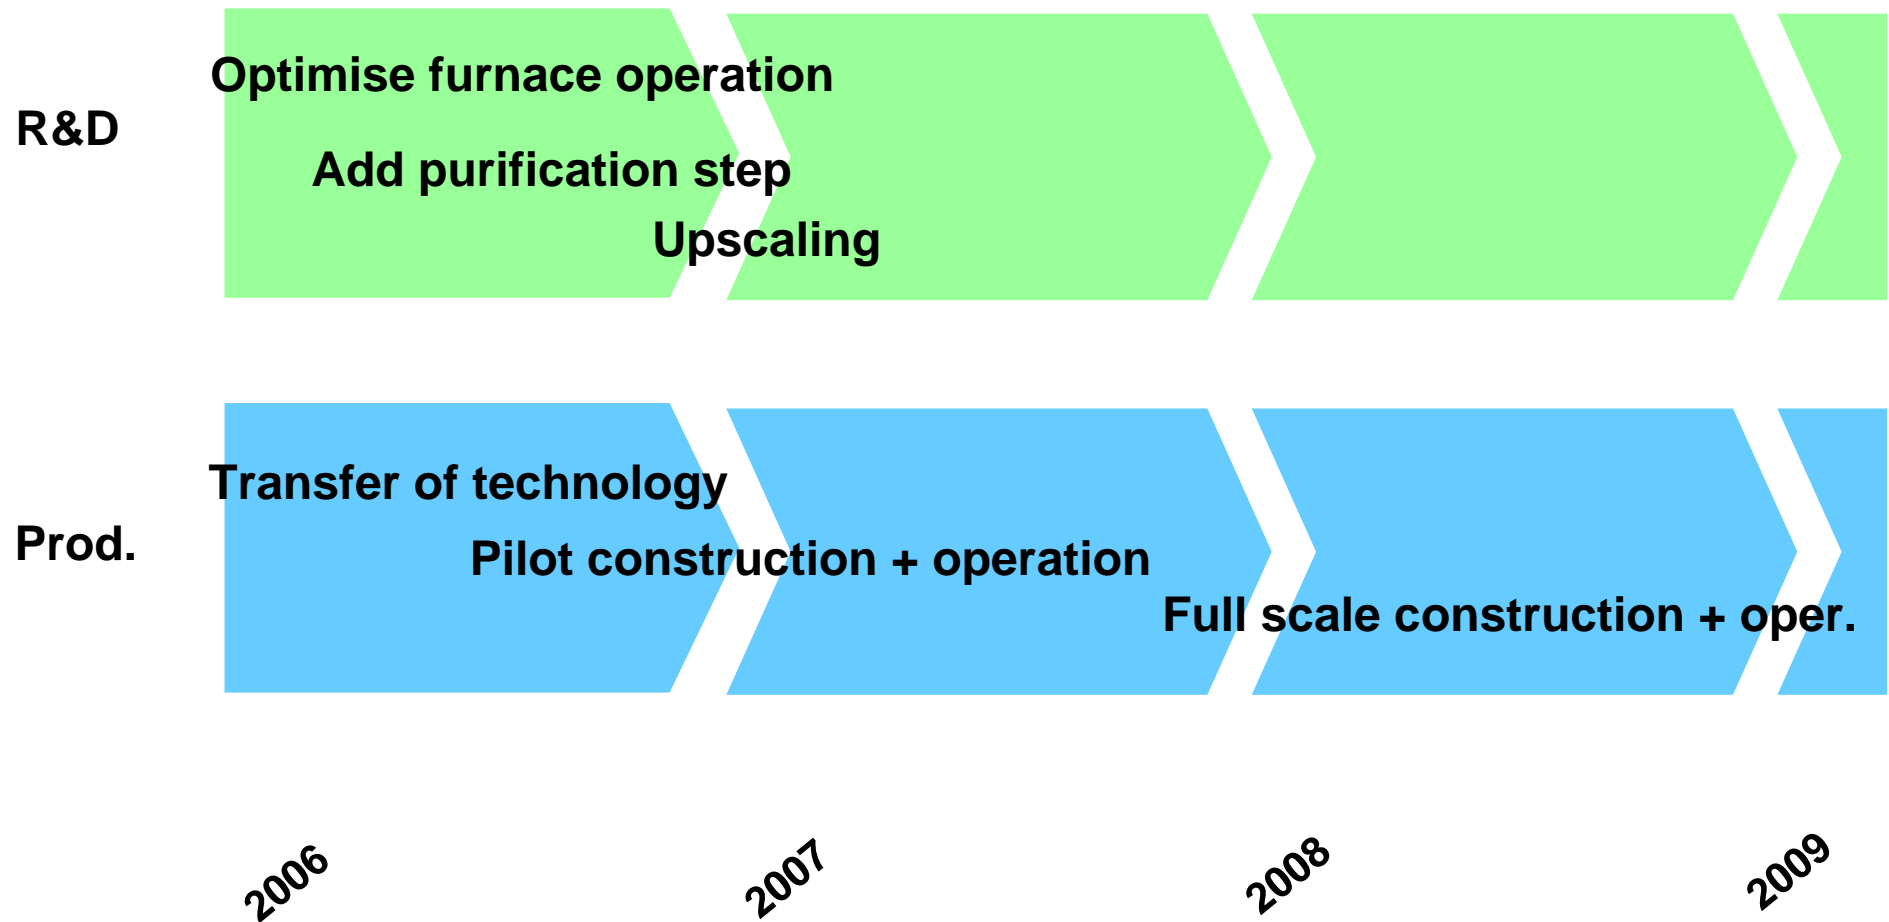 Optimise furnace operation
R&D
Add purification step
Upscaling
Transfer of technology
Prod.
Pilot construction + operation
Full scale construction + oper.
2006
2007
2008
2009